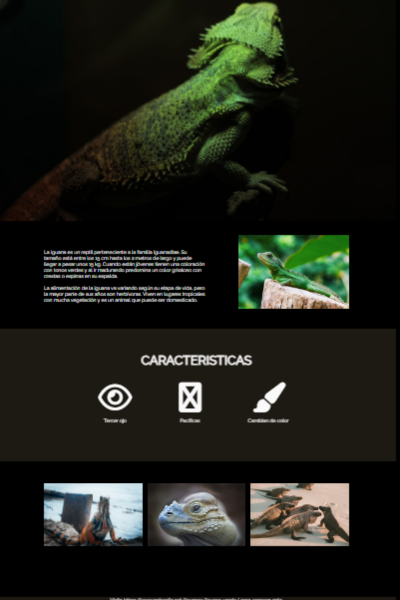 La iguana es un reptil perteneciente a la familia Iguanadiae. Su
tamaño está entre los 15 cm hasta los 2 metros de largo y puede
llegar a pesar unos 15 kg. Cuando están jóvenes tienen una coloración
con tonos verdes y al ir madurando predomina un color grisáceo con
crestas o espinas en su espalda.
La alimentación de la iguana va variando según su etapa de vida, pero
la mayor parte de sus años son herbívoras. Viven en lugares tropicales
con mucha vegetación y es un animal que puede ser domesticado.
CARACTERISTICAS
Tercer ojo
Pacificas
Cambian de color